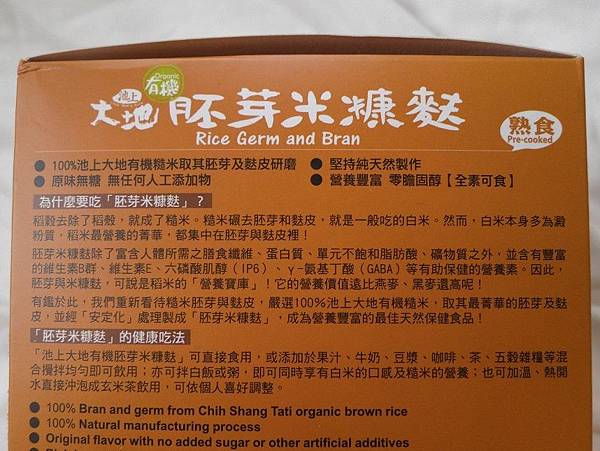 池上
大地
有機
Organic
胚芽米糠麩
Rice Germ and Bran
熟食
Pre-cooked
● 100%池上大地有機糙米取其胚芽及麩皮研磨 ● 堅持純天然製作
● 原味無糖 無任何人工添加物 ● 營養豐富 零膽固醇【全素可食】
為什麼要吃「胚芽米糠麩」?
稻穀去除了稻殼,就成了糙米。糙米碾去胚芽和麩皮,就是一般吃的白米。然而,白米本身多為澱
粉質,稻米最營養的菁華,都集中在胚芽與麩皮裡!
胚芽米糠麩除了富含人體所需之膳食纖維、蛋白質、單元不飽和脂肪酸、礦物質之外,並含有豐富
的維生素B群、維生素E、六磷酸肌醇(IP6)、γ-氨基丁酸(GABA)等有助保健的營養素。因此,
胚芽與米糠麩,可說是稻米的「營養寶庫」!它的營養價值遠比燕麥、黑麥還高呢!
有鑑於此,我們重新看待糙米胚芽與麩皮,嚴選100%池上大地有機糙米,取其最菁華的胚芽及麩
皮,並經「安定化」處理製成「胚芽米糠麩」,成為營養豐富的最佳天然保健食品!
「胚芽米糠麩」的健康吃法
「池上大地有機胚芽米糠麩」可直接食用,或添加於果汁、牛奶、豆漿、咖啡、茶、五穀雜糧等混
合攪拌均勻即可飲用;亦可拌白飯或粥,即可同時享有白米的口感及糙米的營養;也可加溫、熱開
水直接沖泡成玄米茶飲用,可依個人喜好調整。
● 100% Bran and germ from Chih Shang Tati organic brown rice
● 100% Natural manufacturing process
● Original flavor with no added sugar or other artificial additives